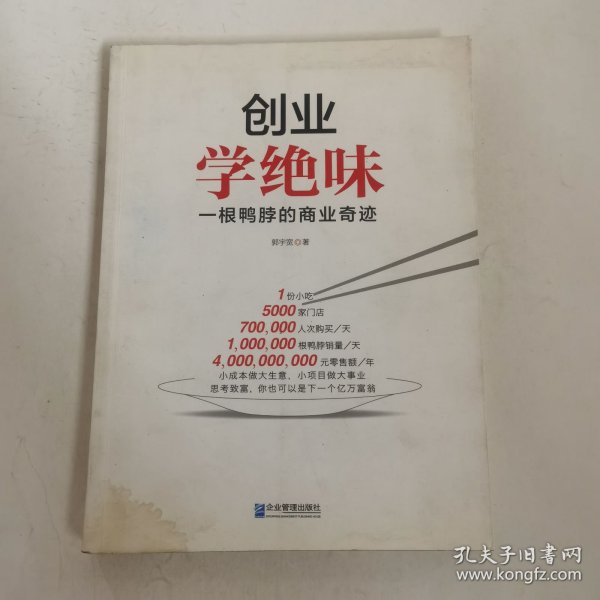 创业
学绝味
一根鸭脖的商业奇迹
郭宇宽 著
1份小吃
5000家门店
700,000人次购买/天
1,000,000根鸭脖销量/天
4,000,000,000元零售额/年
小成本做大生意，小项目做大事业
思考致富，你也可以是下一个亿万富翁
企业管理出版社
ENTERPRISE MANAGEMENT PUBLISHING HOUSE
孔夫子旧书网
www.kongfz.com